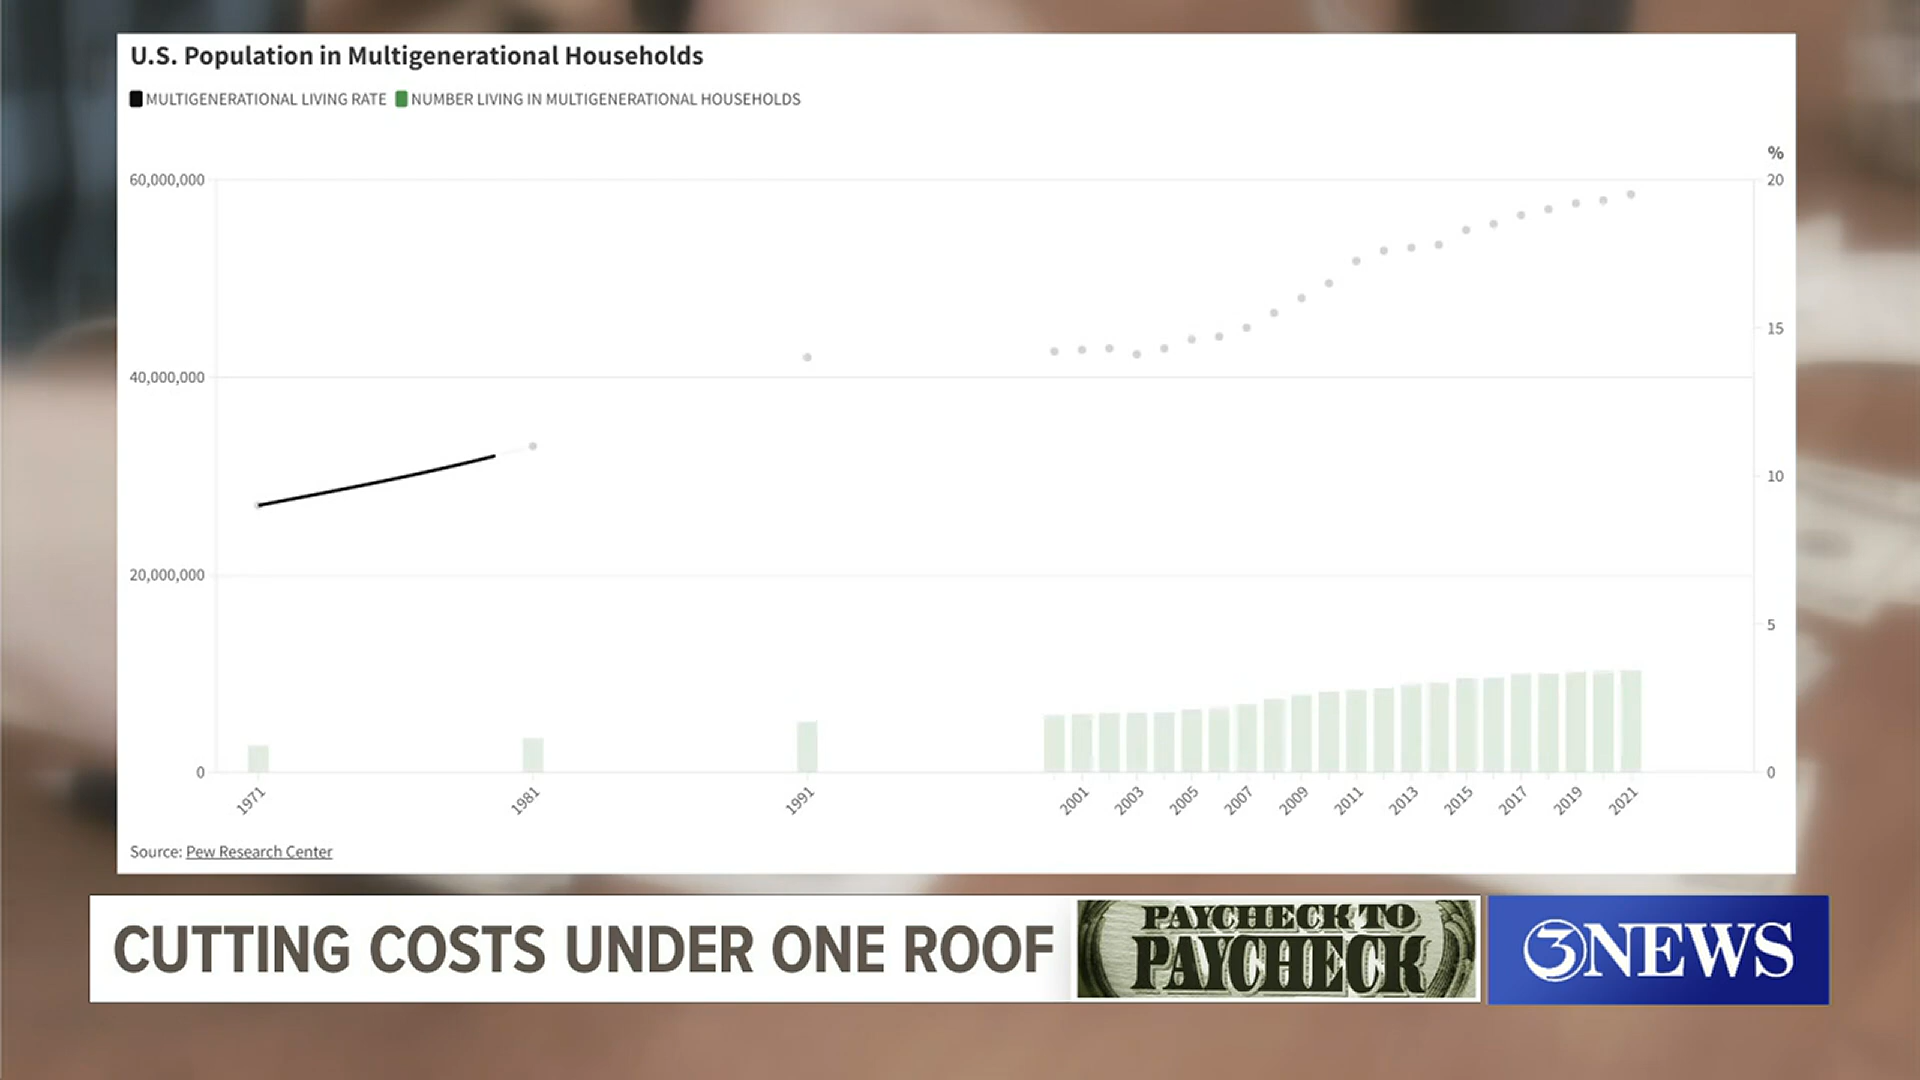 U.S. Population in Multigenerational Households
MULTIGENERATIONAL LIVING RATE NUMBER LIVING IN MULTIGENERATIONAL HOUSEHOLDS
%
60,000,000
20
15
40,000,000
10
20,000,000
5
0
0
1971 1981 1991 2001 2003 2005 2007 2009 2011 2013 2015 2017 2019 2021
Source: Pew Research Center
CUTTING COSTS UNDER ONE ROOF
PAYCHECK TO
PAYCHECK
3NEWS